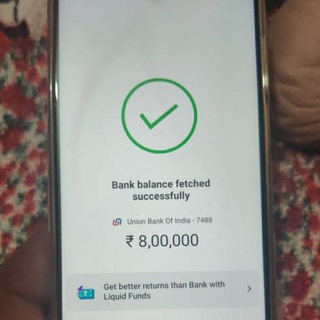 Bank balance fetched
successfully
Union Bank Of India - 7488
₹ 8,00,000
Get better returns than Bank with
Liquid Funds